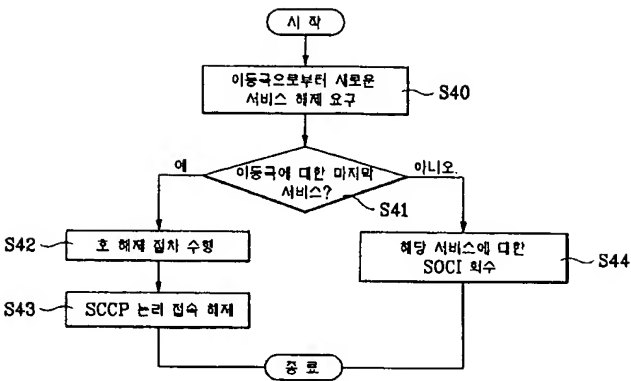 시 작
이동국으로부터 새로운
서비스 해제 요구
S40
이동국에 대한 마지막
서비스?
S41
예
아니오.
S42
호 해제 절차 수행
S43
SCCP 논리 접속 해제
해당 서비스에 대한
SOCI 회수
S44
종 료